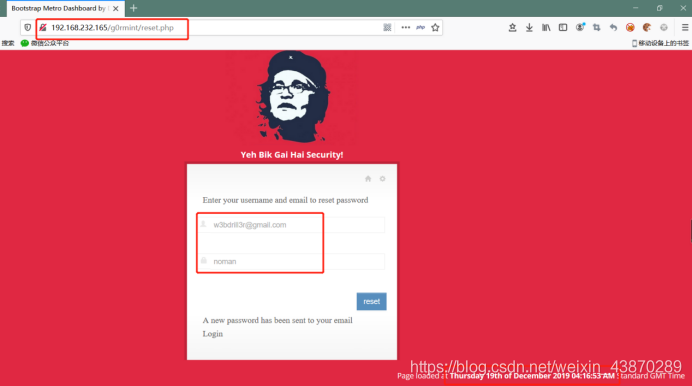 Bootstrap Metro Dashboard by
192.168.232.165/g0rmint/reset.php
php
搜索 微信公众平台 移动设备上的书签
Yeh Bik Gai Hai Security!
Enter your username and email to reset password
w3bdrill3r@gmail.com
noman
reset
A new password has been sent to your email
Login
https://blog.csdn.net/weixin_43870289
Page loaded Thursday 19th of December 2019 04:16:53 AM tandard GMT Time